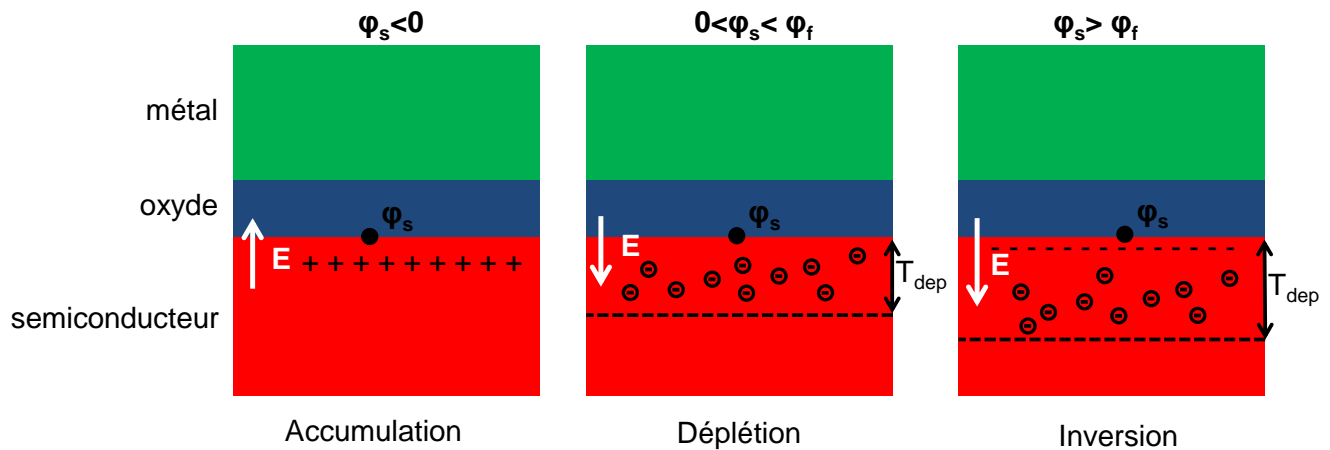 φs<0
0<φs< φf
φs> φf
métal
oxyde
semiconducteur
φs
E
+ + + + + + + + +
φs
E
Tdep
φs
E
Tdep
Accumulation
Déplétion
Inversion